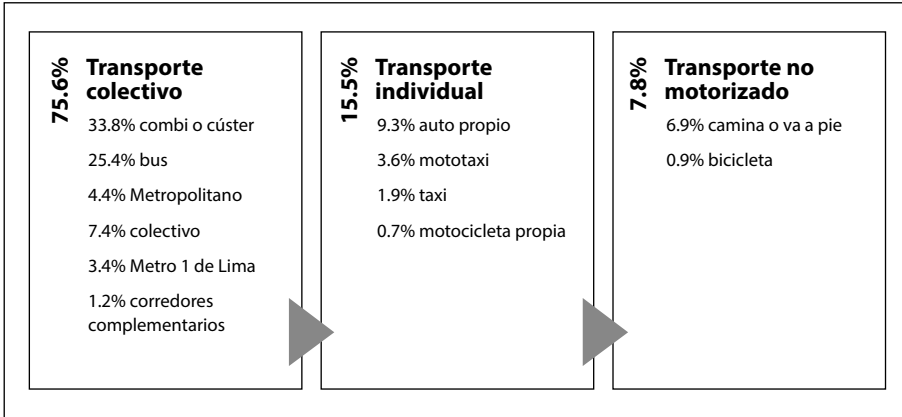 75.6%
Transporte
colectivo
33.8% combi o cúster
25.4% bus
4.4% Metropolitano
7.4% colectivo
3.4% Metro 1 de Lima
1.2% corredores
complementarios
15.5%
Transporte
individual
9.3% auto propio
3.6% mototaxi
1.9% taxi
0.7% motocicleta propia
7.8%
Transporte no
motorizado
6.9% camina o va a pie
0.9% bicicleta